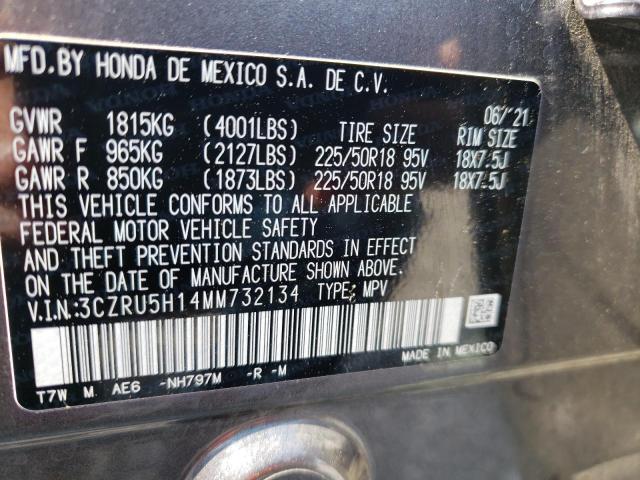 MFD. BY HONDA DE MEXICO S.A. DE C.V.
06/'21
GVWR 1815KG (4001LBS) TIRE SIZE RIM SIZE
GAWR F 965KG (2127LBS) 225/50R18 95V 18X7.5J
GAWR R 850KG (1873LBS) 225/50R18 95V 18X7.5J
THIS VEHICLE CONFORMS TO ALL APPLICABLE
FEDERAL MOTOR VEHICLE SAFETY
AND THEFT PREVENTION STANDARDS IN EFFECT
ON THE DATE OF MANUFACTURE SHOWN ABOVE.
V.I.N:3CZRU5H14MM732134 TYPE: MPV
MADE IN MEXICO
T7W M AE6 -NH797M -R -M